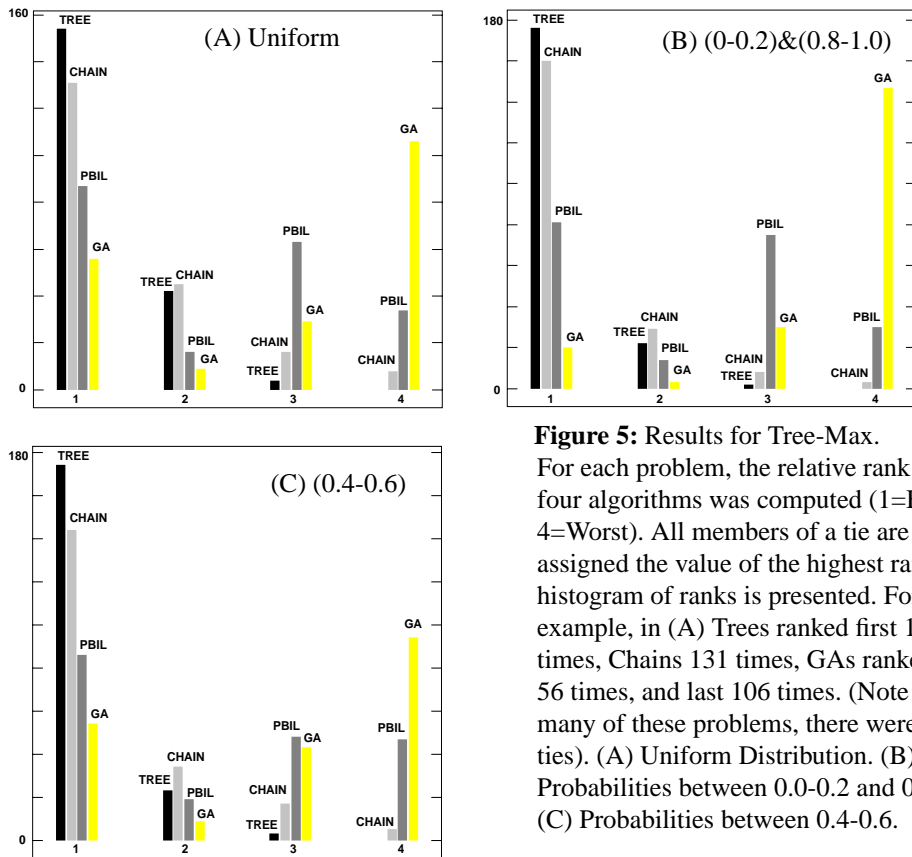 160
TREE
(A) Uniform
CHAIN
PBIL
GA
TREE
CHAIN
PBIL
GA
TREE
CHAIN
PBIL
GA
CHAIN
PBIL
GA
0
1 2 3 4
180
TREE
(B) (0-0.2)&(0.8-1.0)
CHAIN
PBIL
GA
TREE
CHAIN
PBIL
GA
TREE
CHAIN
PBIL
GA
CHAIN
PBIL
GA
0
1 2 3 4
180
TREE
(C) (0.4-0.6)
CHAIN
PBIL
GA
TREE
CHAIN
PBIL
GA
TREE
CHAIN
PBIL
GA
CHAIN
PBIL
GA
0
1 2 3 4
Figure 5: Results for Tree-Max.
For each problem, the relative rank
four algorithms was computed (1=
4=Worst). All members of a tie are
assigned the value of the highest
histogram of ranks is presented.
example, in (A) Trees ranked first
times, Chains 131 times, GAs
56 times, and last 106 times. (Note
many of these problems, there were
ties). (A) Uniform Distribution. (B)
Probabilities between 0.0-0.2 and
(C) Probabilities between 0.4-0.6.